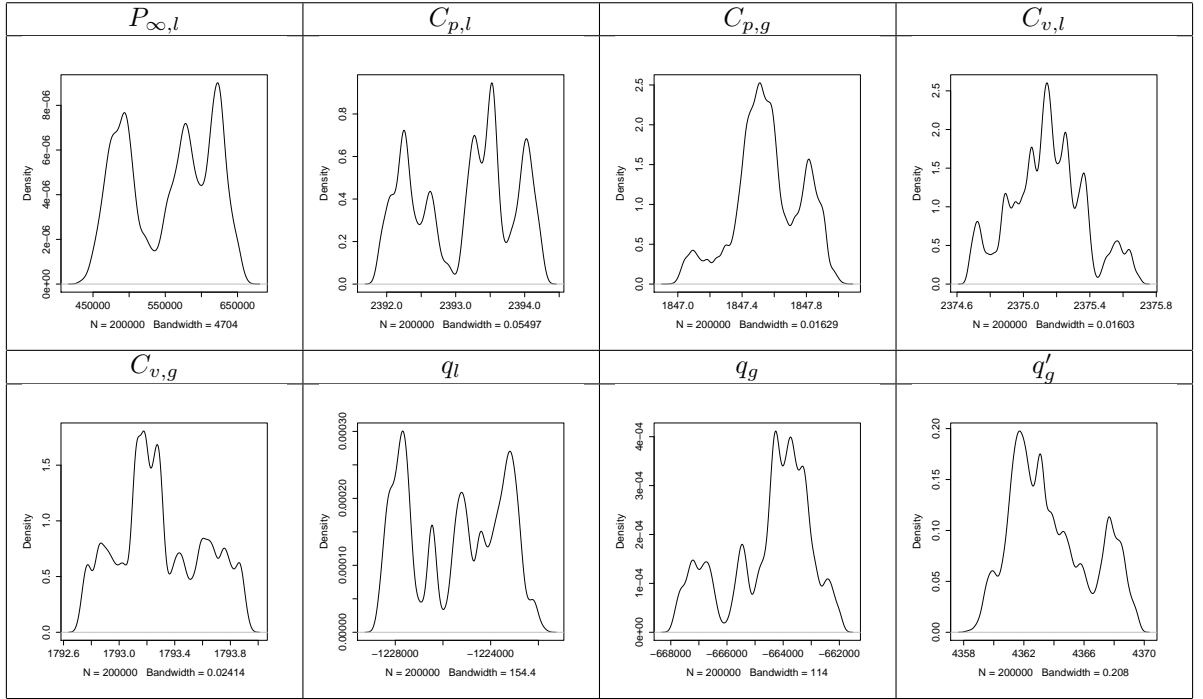 P∞,l C_{p,l} C_{p,g} C_{v,l}
Density
0e+00 2e-06 4e-06 6e-06 8e-06
450000 550000 650000
N = 200000 Bandwidth = 4704
Density
0.0 0.2 0.4 0.6 0.8
2392.0 2393.0 2394.0
N = 200000 Bandwidth = 0.05497
Density
0.0 0.5 1.0 1.5 2.0 2.5
1847.0 1847.4 1847.8
N = 200000 Bandwidth = 0.01629
Density
0.0 0.5 1.0 1.5 2.0 2.5
2374.6 2375.0 2375.4 2375.8
N = 200000 Bandwidth = 0.01603
C_{v,g} q_l q_g q′_g
Density
0.0 0.5 1.0 1.5
1792.6 1793.0 1793.4 1793.8
N = 200000 Bandwidth = 0.02414
Density
0.00000 0.00010 0.00020 0.00030
−1228000 −1224000
N = 200000 Bandwidth = 154.4
Density
0e+00 1e-04 2e-04 3e-04 4e-04
−668000 −666000 −664000 −662000
N = 200000 Bandwidth = 114
Density
0.00 0.05 0.10 0.15 0.20
4358 4362 4366 4370
N = 200000 Bandwidth = 0.208